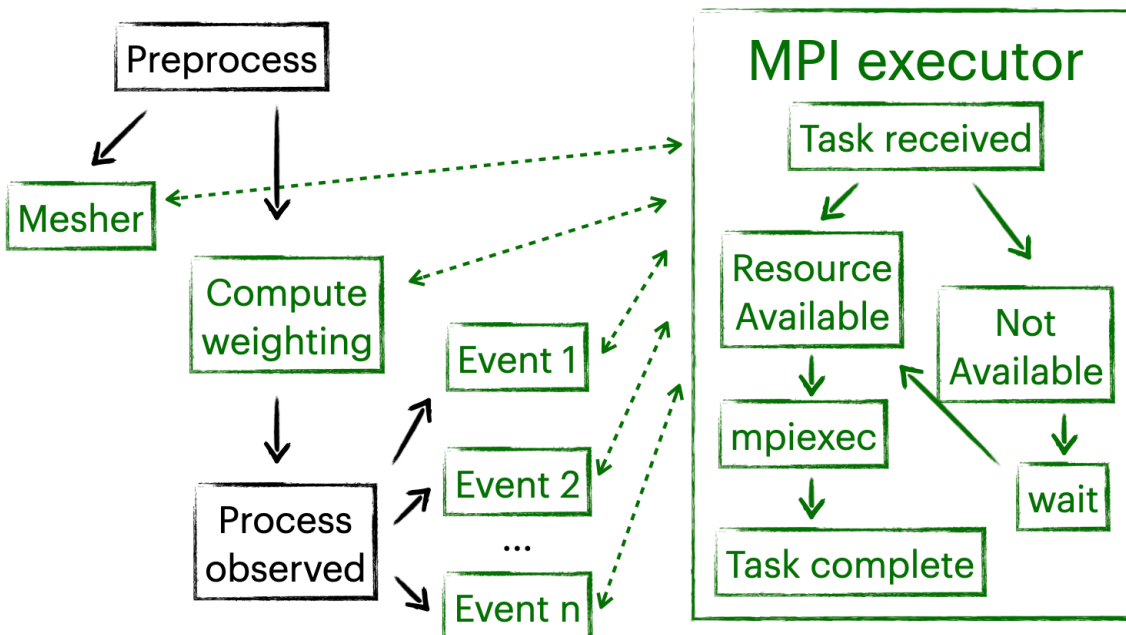 Preprocess
Mesher
Compute
weighting
Process
observed
Event 1
Event 2
...
Event n
MPI executor
Task received
Resource
Available
Not
Available
mpiexec
wait
Task complete